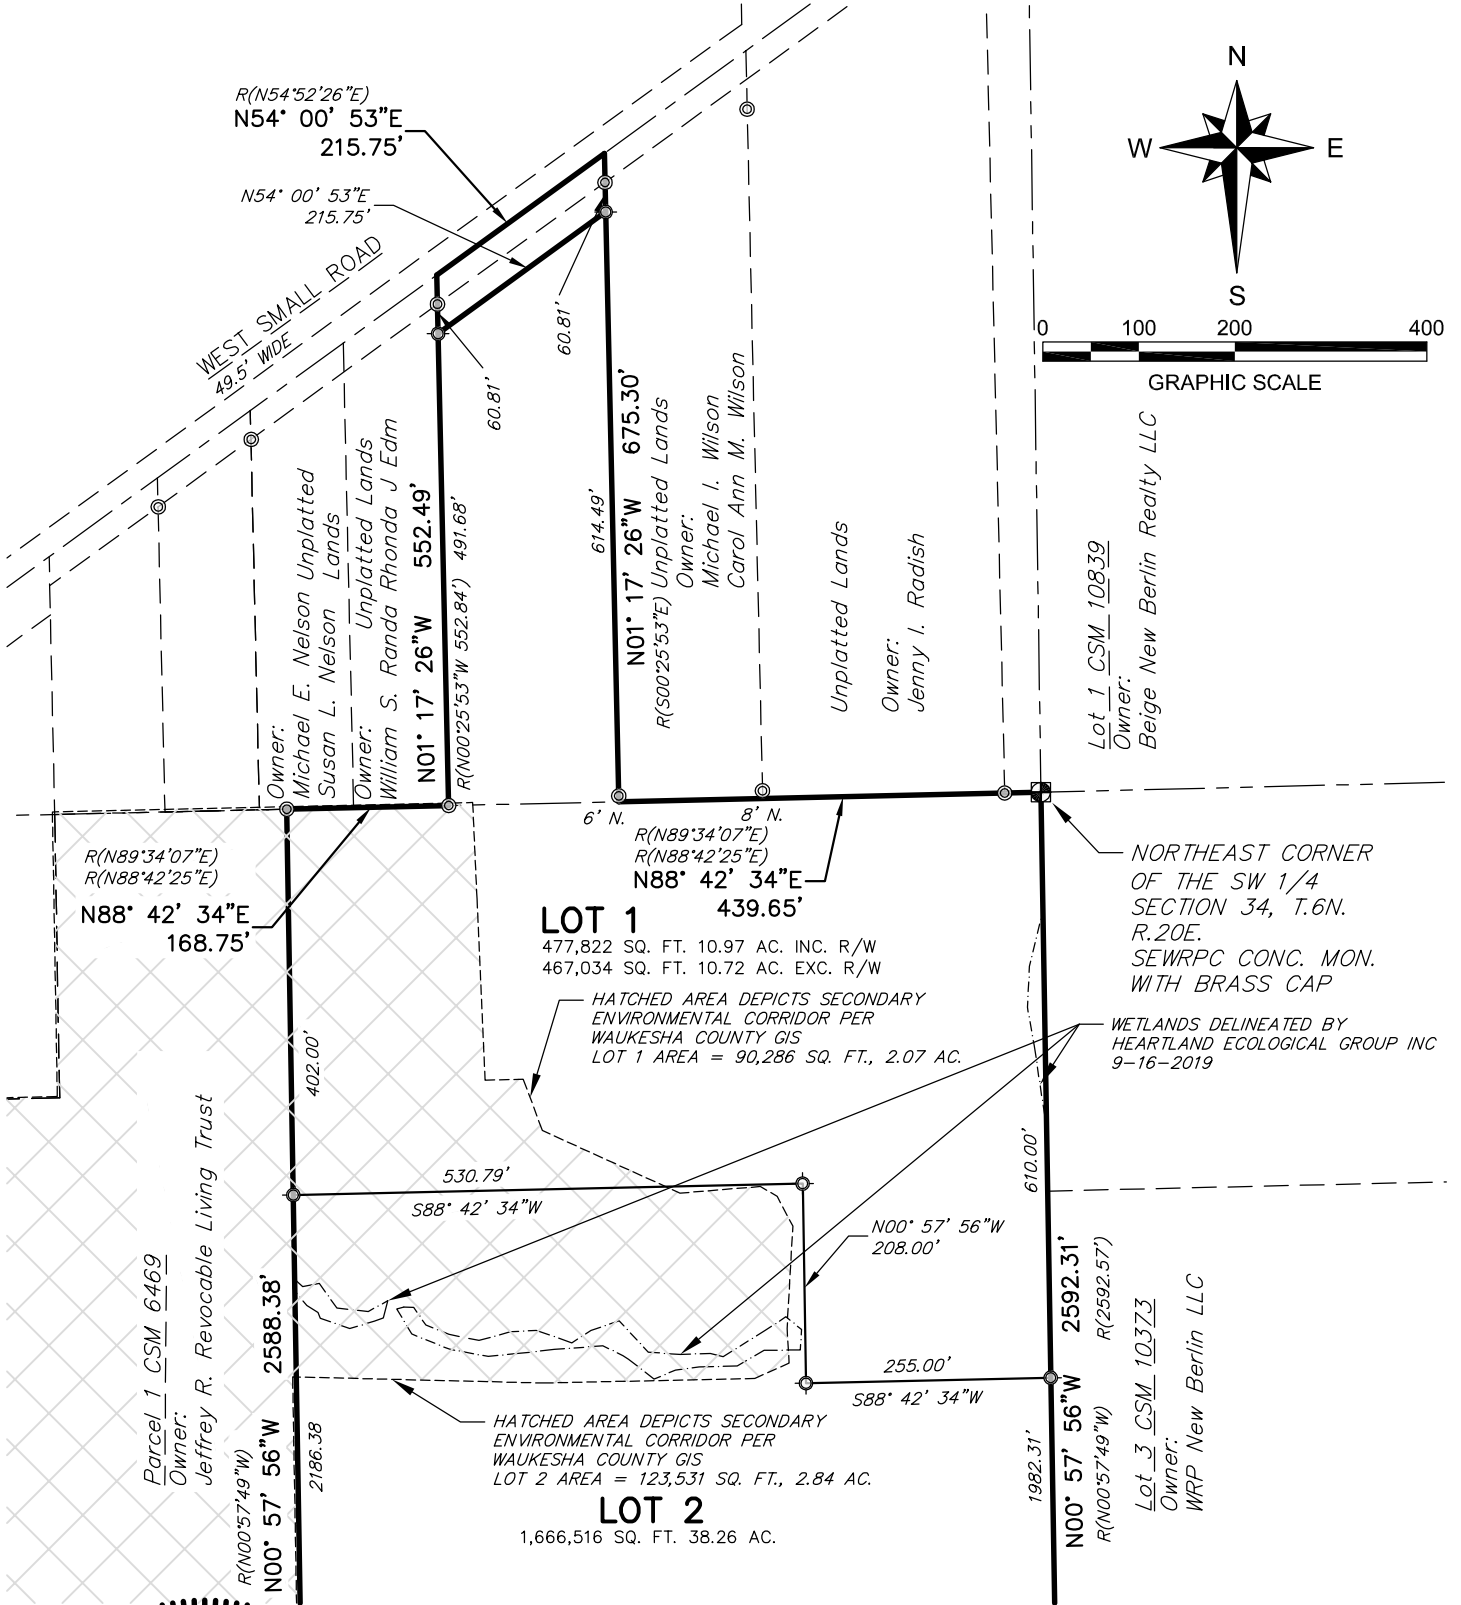 R(N54°52'26"E)
N54° 00' 53"E
215.75'
N54° 00' 53"E
215.75'
WEST SMALL ROAD
49.5' WIDE
N
W
E
S
0 100 200 400
GRAPHIC SCALE
60.81'
60.81'
Owner:
Michael E. Nelson Unplatted
Susan L. Nelson Lands
Owner: Unplatted Lands
William S. Randa Rhonda J Edm
N01° 17' 26"W 552.49'
R(N00°25'53"W 552.84') 491.68'
614.49'
N01° 17' 26"W 675.30'
R(S00°25'53"E) Unplatted Lands
Owner:
Michael I. Wilson
Carol Ann M. Wilson
Unplatted Lands
Owner:
Jenny I. Radish
Lot 1 CSM 10839
Owner:
Beige New Berlin Realty LLC
6' N.
8' N.
R(N89°34'07"E)
R(N88°42'25"E)
N88° 42' 34"E
168.75'
R(N89°34'07"E)
R(N88°42'25"E)
N88° 42' 34"E
439.65'
NORTHEAST CORNER
OF THE SW 1/4
SECTION 34, T.6N.
R.20E.
SEWRPC CONC. MON.
WITH BRASS CAP
LOT 1
477,822 SQ. FT. 10.97 AC. INC. R/W
467,034 SQ. FT. 10.72 AC. EXC. R/W
HATCHED AREA DEPICTS SECONDARY
ENVIRONMENTAL CORRIDOR PER
WAUKESHA COUNTY GIS
LOT 1 AREA = 90,286 SQ. FT., 2.07 AC.
WETLANDS DELINEATED BY
HEARTLAND ECOLOGICAL GROUP INC
9-16-2019
402.00'
610.00'
530.79'
S88° 42' 34"W
N00° 57' 56"W
208.00'
255.00'
S88° 42' 34"W
Parcel 1 CSM 6469
Owner:
Jeffrey R. Revocable Living Trust
R(N00°57'49"W)
N00° 57' 56"W 2588.38'
2186.38
1982.31'
N00° 57' 56"W 2592.31'
R(N00°57'49"W) R(2592.57')
Lot 3 CSM 10373
Owner:
WRP New Berlin LLC
HATCHED AREA DEPICTS SECONDARY
ENVIRONMENTAL CORRIDOR PER
WAUKESHA COUNTY GIS
LOT 2 AREA = 123,531 SQ. FT., 2.84 AC.
LOT 2
1,666,516 SQ. FT. 38.26 AC.